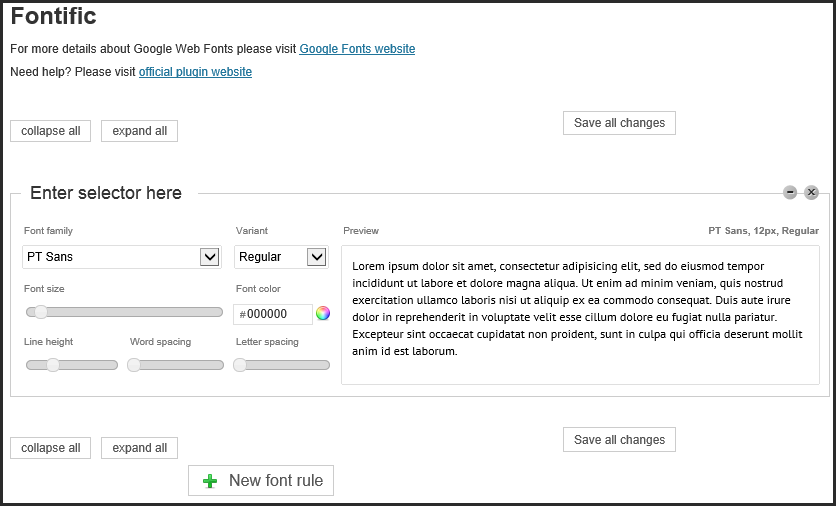 Fontific
For more details about Google Web Fonts please visit Google Fonts website
Need help? Please visit official plugin website
collapse all expand all Save all changes
Enter selector here
Font family Variant Preview PT Sans, 12px, Regular
PT Sans Regular
Lorem ipsum dolor sit amet, consectetur adipisicing elit, sed do eiusmod tempor
incididunt ut labore et dolore magna aliqua. Ut enim ad minim veniam, quis nostrud
exercitation ullamco laboris nisi ut aliquip ex ea commodo consequat. Duis aute irure
dolor in reprehenderit in voluptate velit esse cillum dolore eu fugiat nulla pariatur.
Excepteur sint occaecat cupidatat non proident, sunt in culpa qui officia deserunt mollit
anim id est laborum.
Font size Font color
#000000
Line height Word spacing Letter spacing
collapse all expand all Save all changes
New font rule